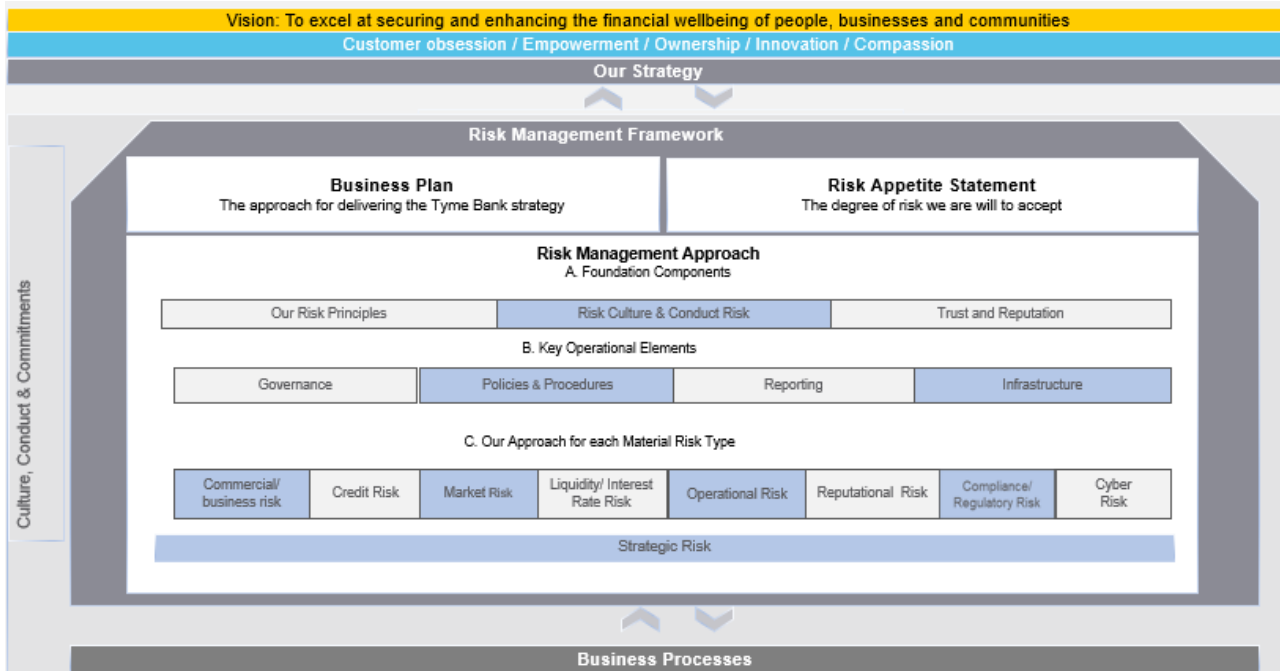 Vision: To excel at securing and enhancing the financial wellbeing of people, businesses and communities
Customer obsession / Empowerment / Ownership / Innovation / Compassion
Our Strategy
Culture, Conduct & Commitments
Risk Management Framework
Business Plan
The approach for delivering the Tyme Bank strategy
Risk Appetite Statement
The degree of risk we are will to accept
Risk Management Approach
A. Foundation Components
Our Risk Principles
Risk Culture & Conduct Risk
Trust and Reputation
B. Key Operational Elements
Governance
Policies & Procedures
Reporting
Infrastructure
C. Our Approach for each Material Risk Type
Commercial/
business risk
Credit Risk
Market Risk
Liquidity/ Interest
Rate Risk
Operational Risk
Reputational Risk
Compliance/
Regulatory Risk
Cyber
Risk
Strategic Risk
Business Processes